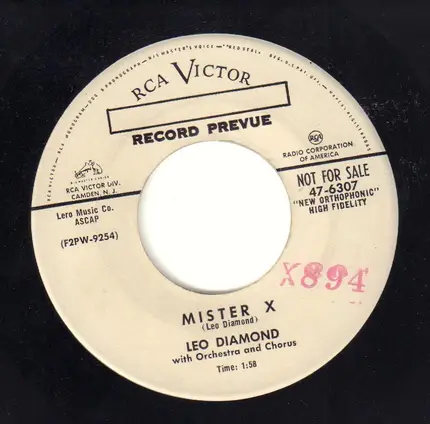 RCA VICTOR
RECORD PREVUE
RCA VICTOR DIV.
CAMDEN, N. J.
RCA
RADIO CORPORATION
OF AMERICA
Lero Music Co.
ASCAP
(F2PW-9254)
NOT FOR SALE
47-6307
"NEW ORTHOPHONIC"
HIGH FIDELITY
X894
MISTER X
(Leo Diamond)
LEO DIAMOND
with Orchestra and Chorus
Time: 1:58